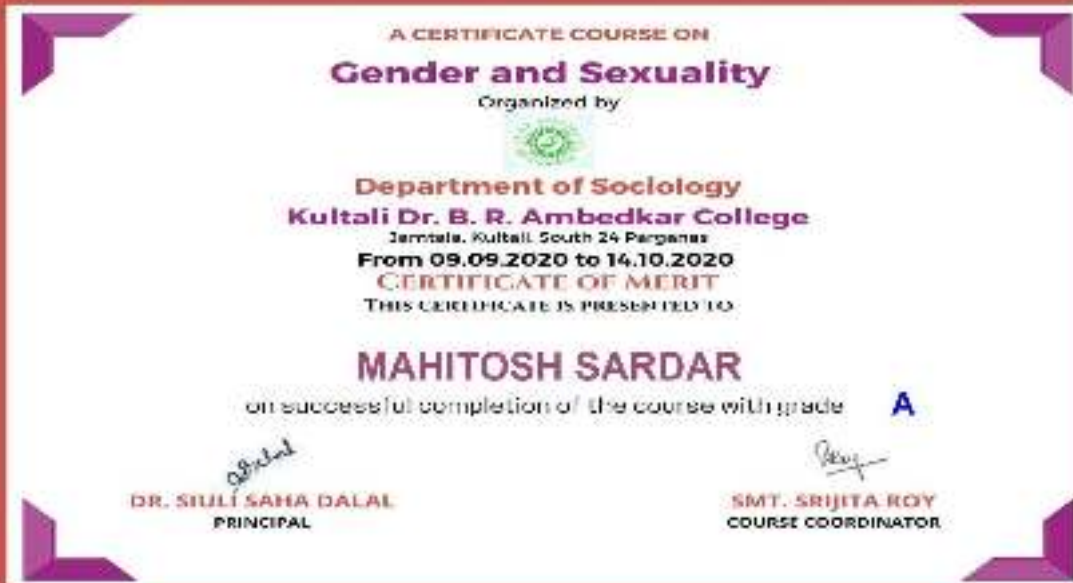 A CERTIFICATE COURSE ON
Gender and Sexuality
Organized by
Department of Sociology
Kultali Dr. B. R. Ambedkar College
Jamtala, Kultali, South 24 Parganas
From 09.09.2020 to 14.10.2020
CERTIFICATE OF MERIT
THIS CERTIFICATE IS PRESENTED TO
MAHITOSH SARDAR
on successful completion of the course with grade A
DR. SIULI SAHA DALAL
PRINCIPAL
SMT. SRIJITA ROY
COURSE COORDINATOR